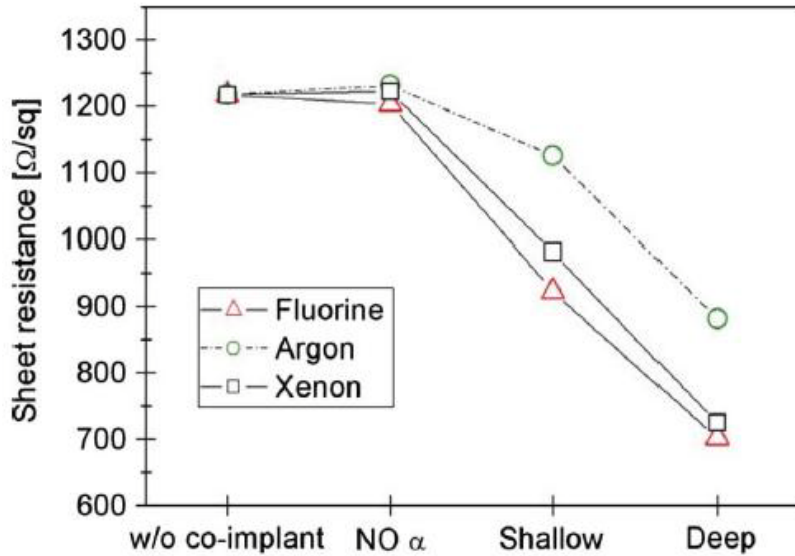 Sheet resistance [Ω/sq]
1300
1200
1100
1000
900
800
700
600
Fluorine
Argon
Xenon
w/o co-implant NO α Shallow Deep